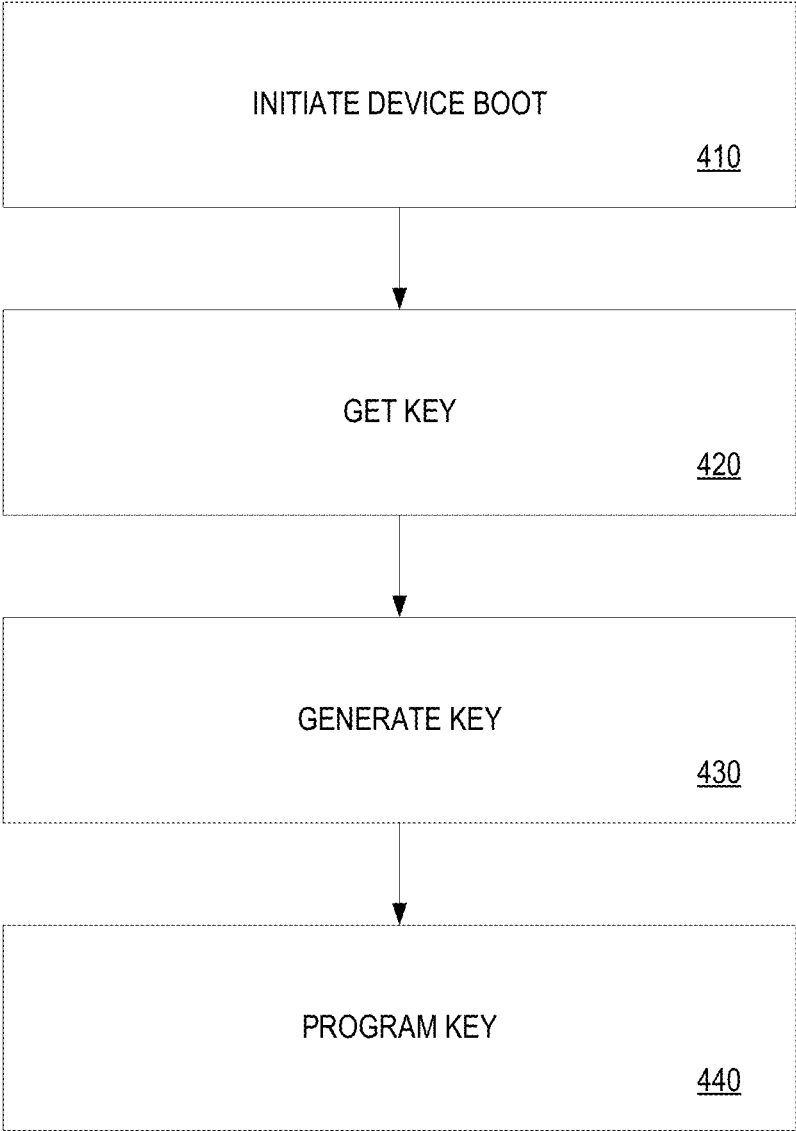 INITIATE DEVICE BOOT
410
GET KEY
420
GENERATE KEY
430
PROGRAM KEY
440